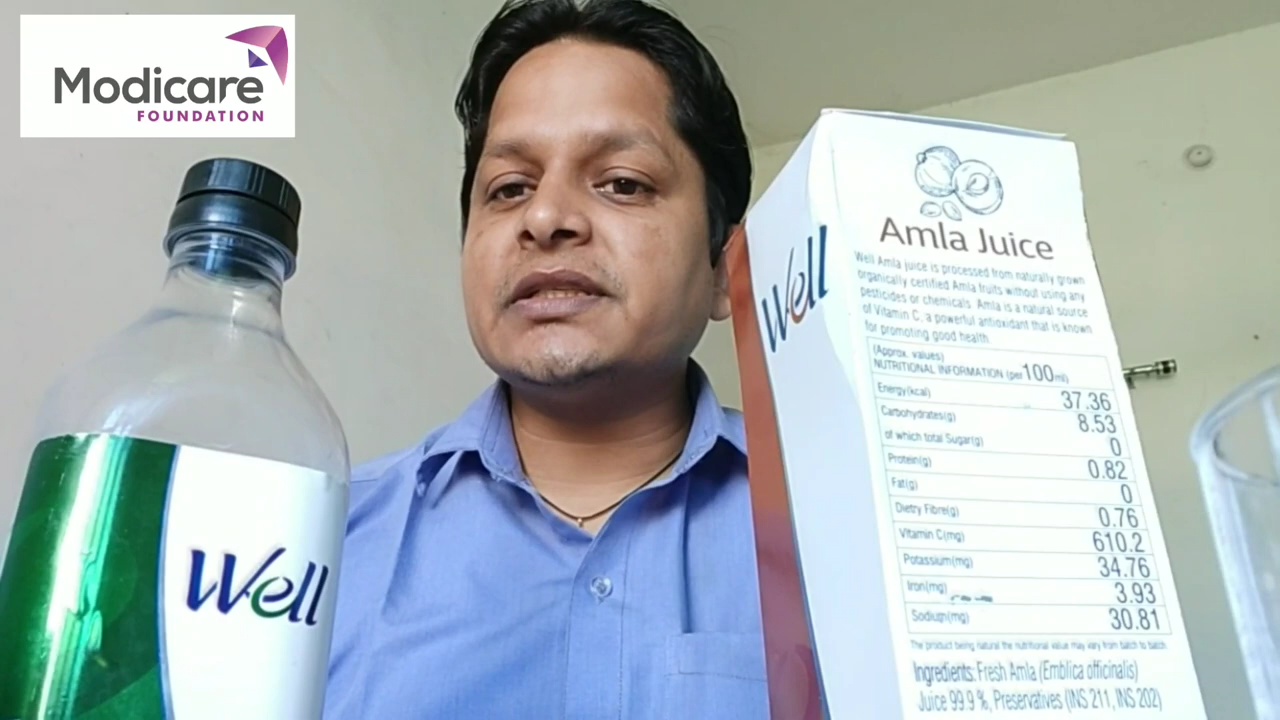 Modicare
FOUNDATION
Well
Well
Amla Juice
Well Amla juice is processed from naturally grown
organically certified Amla fruits without using any
pesticides or chemicals. Amla is a natural source
of Vitamin C, a powerful antioxidant that is known
for promoting good health.
(Approx. values)
NUTRITIONAL INFORMATION (per 100ml)
Energy(kcal) 37.36
Carbohydrates(g) 8.53
of which total Sugar(g) 0
Protein(g) 0.82
Fat(g) 0
Dietry Fibre(g) 0.76
Vitamin C(mg) 610.2
Potassium(mg) 34.76
Iron(mg) 3.93
Sodium(mg) 30.81
The product being natural the nutritional value may vary from batch to batch.
Ingredients: Fresh Amla (Emblica officinalis)
Juice 99.9 %, Preservatives (INS 211, INS 202)